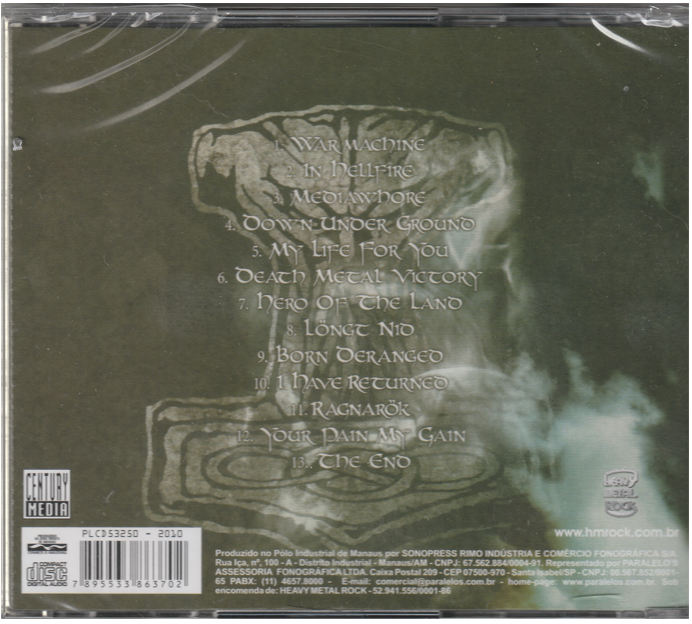 1. War Machine
2. In Hellfire
3. Mediawhore
4. Down Under Ground
5. My Life For You
6. Death Metal Victory
7. Hero Of The Land
8. Löngt Nid
9. Born Deranged
10. I Have Returned
11. Ragnarök
12. Your Pain My Gain
13. The End
CENTURY
MEDIA
HEAVY
METAL
ROCK
www.hmrock.com.br
PLCD53250 - 2010
7 895533 863702
COMPACT
disc
DIGITAL AUDIO
Produzido no Pólo Industrial de Manaus por SONOPRESS RIMO INDÚSTRIA E COMÉRCIO FONOGRÁFICA S/A.
Rua Iça, nº, 100 - A - Distrito Industrial - Manaus/AM - CNPJ: 67.562.884/0004-91. Representado por PARALELO'S
ASSESSORIA FONOGRÁFICA LTDA. Caixa Postal 209 - CEP 07500-970 - Santa Isabel/SP - CNPJ: 00.587.852/0001-
65 PABX: (11) 4657.8000 - E-mail: comercial@paralelos.com.br - home-page: www.paralelos.com.br. Sob
encomenda de: HEAVY METAL ROCK - 52.941.556/0001-86